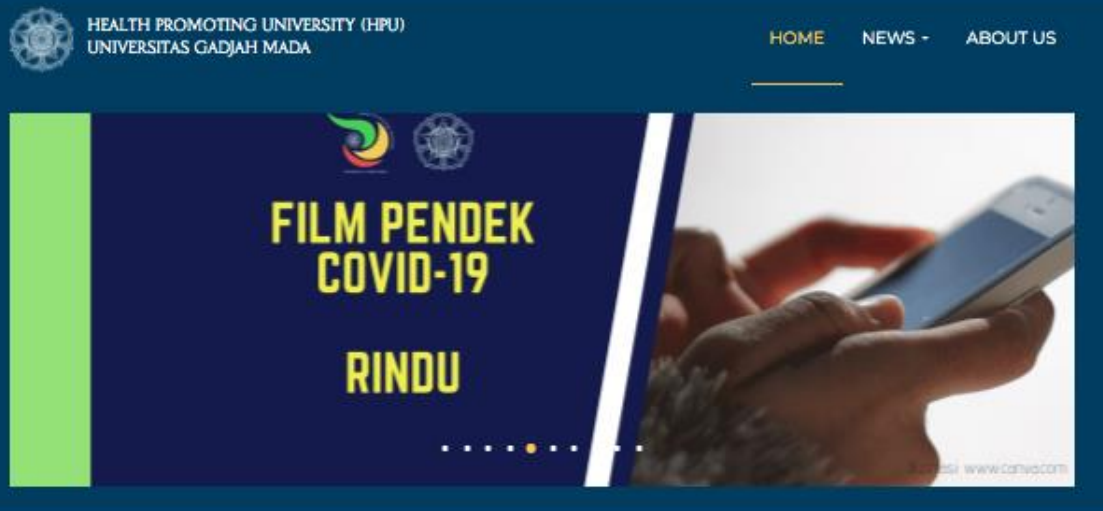 HEALTH PROMOTING UNIVERSITY (HPU)
UNIVERSITAS GADJAH MADA
HOME
NEWS
ABOUT US
FILM PENDEK
COVID-19
RINDU
www.canva.com